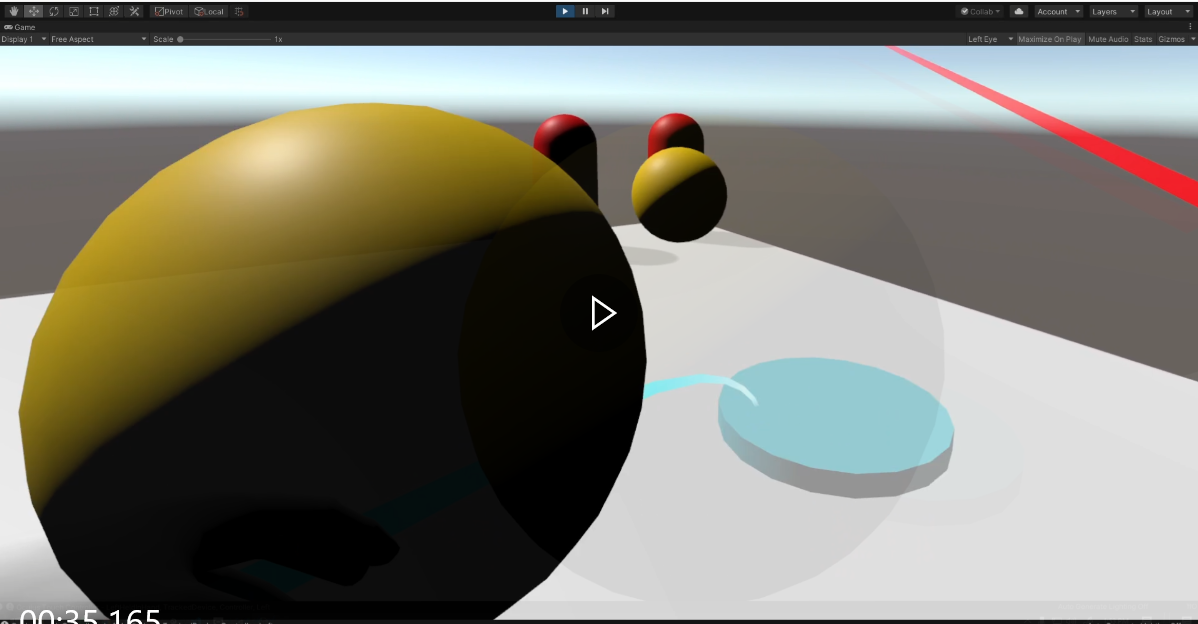 Pivot Local Collab Account Layers Layout
Game
Display 1 Free Aspect Scale 1x Left Eye Maximize On Play Mute Audio Stats Gizmos
00:35.165